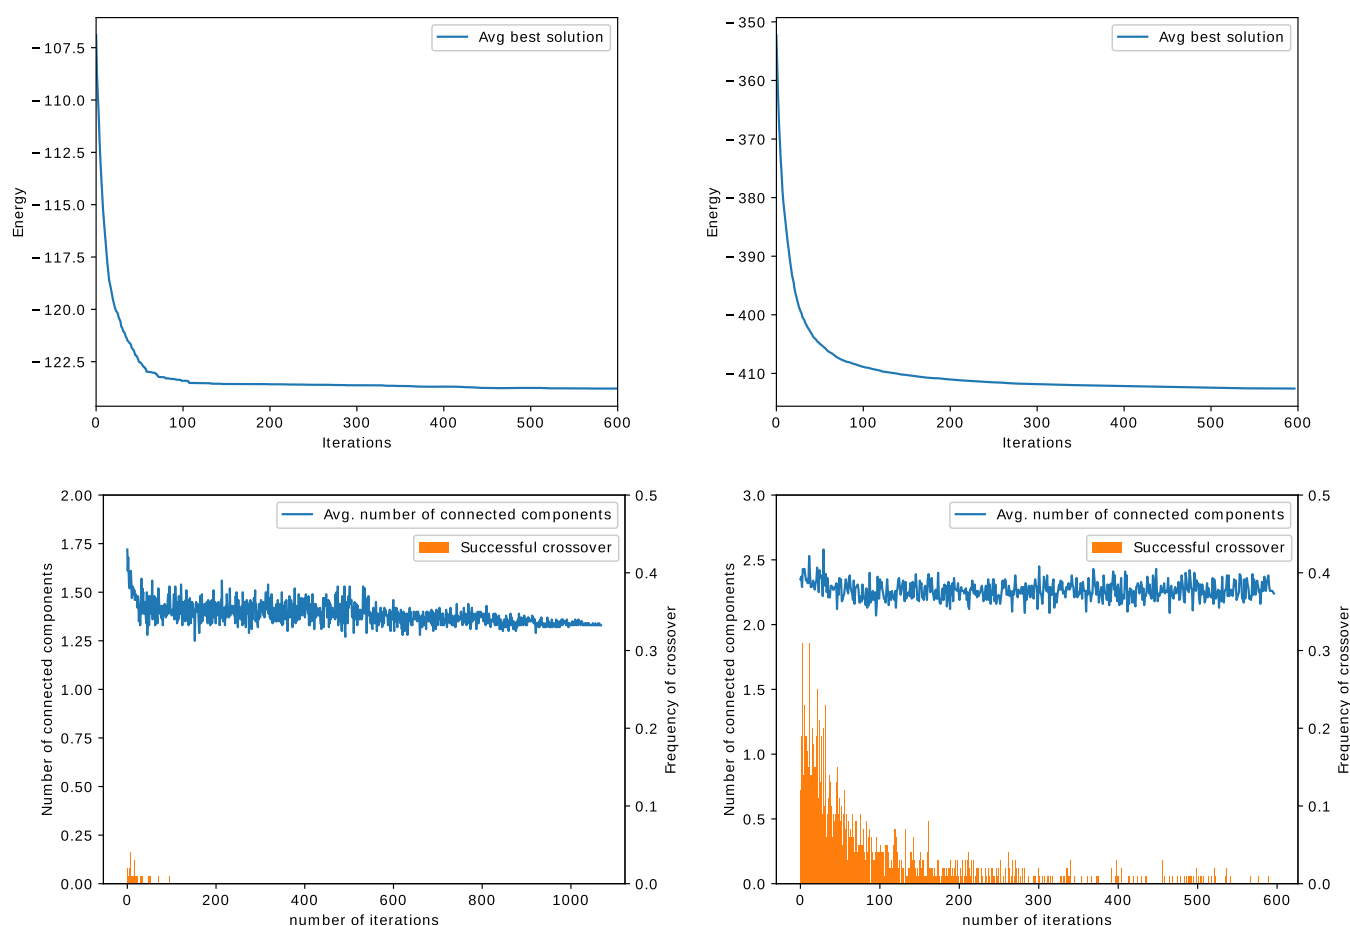 Avg best solution
−107.5
−110.0
−112.5
−115.0
−117.5
−120.0
−122.5
Energy
0 100 200 300 400 500 600
Iterations
Avg best solution
−350
−360
−370
−380
−390
−400
−410
Energy
0 100 200 300 400 500 600
Iterations
Avg. number of connected components
Successful crossover
2.00
1.75
1.50
1.25
1.00
0.75
0.50
0.25
0.00
Number of connected components
0.5
0.4
0.3
0.2
0.1
0.0
Frequency of crossover
0 200 400 600 800 1000
number of iterations
Avg. number of connected components
Successful crossover
3.0
2.5
2.0
1.5
1.0
0.5
0.0
Number of connected components
0.5
0.4
0.3
0.2
0.1
0.0
Frequency of crossover
0 100 200 300 400 500 600
number of iterations